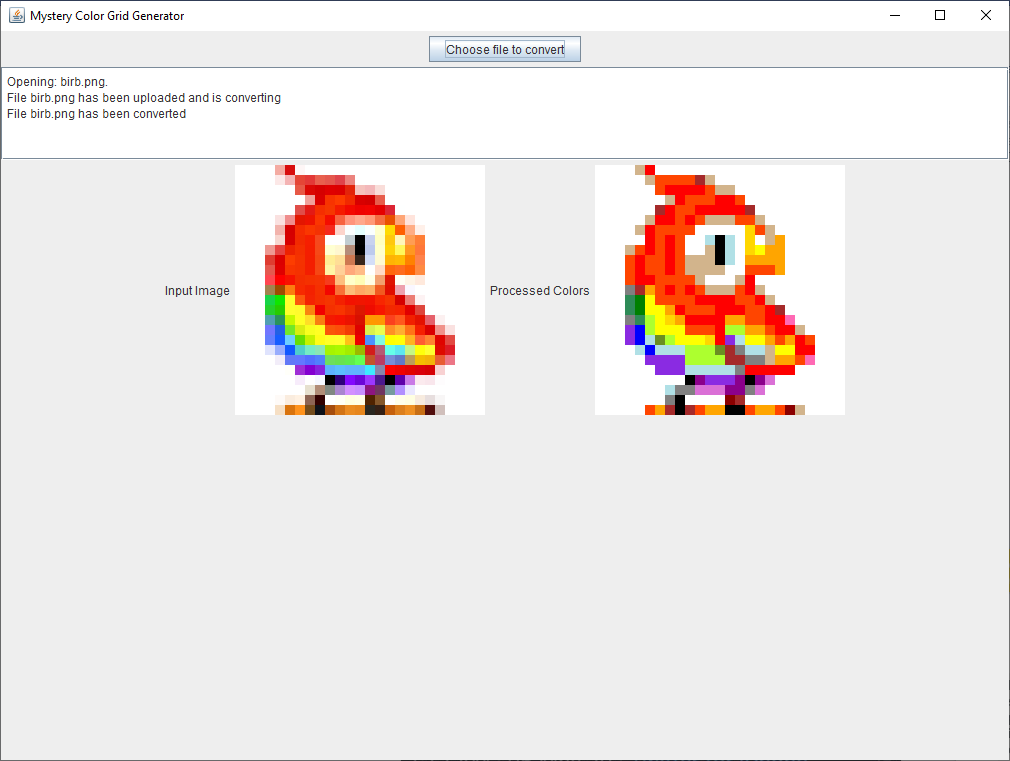 Mystery Color Grid Generator
Choose file to convert
Opening: birb.png.
File birb.png has been uploaded and is converting
File birb.png has been converted
Input Image
Processed Colors